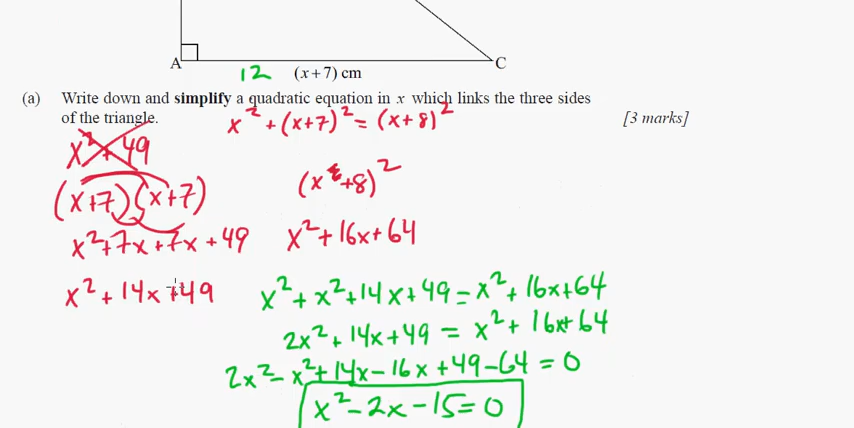 A
C
12 (x+7) cm
(a) Write down and simplify a quadratic equation in x which links the three sides
of the triangle.
[3 marks]
x² + (x+7)² = (x+8)²
x² + 49
(x+7)(x+7)
(x+8)²
x²+7x+7x+49
x²+16x+64
x²+14x+49
x²+x²+14x+49=x²+16x+64
2x²+14x+49 = x²+16x+64
2x²-x²+14x-16x+49-64=0
x²-2x-15=0